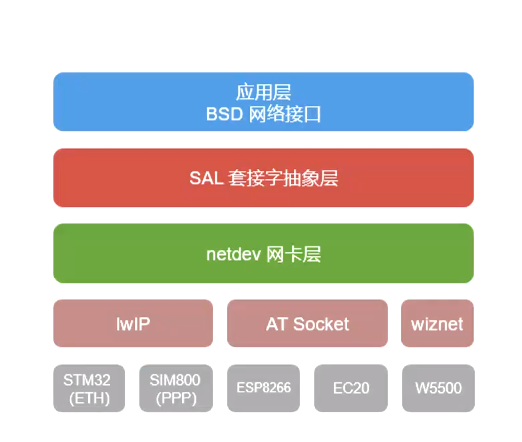 应用层
BSD 网络接口
SAL 套接字抽象层
netdev 网卡层
lwIP
AT Socket
wiznet
STM32
(ETH)
SIM800
(PPP)
ESP8266
EC20
W5500